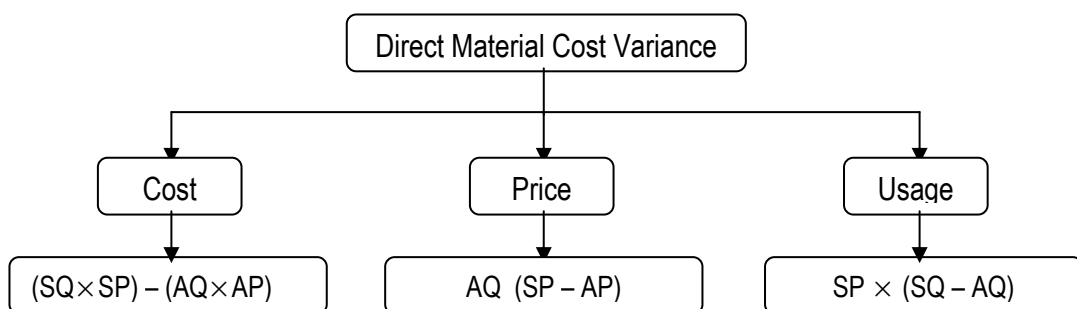 Direct Material Cost Variance
Cost
Price
Usage
(SQ×SP) – (AQ×AP)
AQ (SP – AP)
SP × (SQ – AQ)